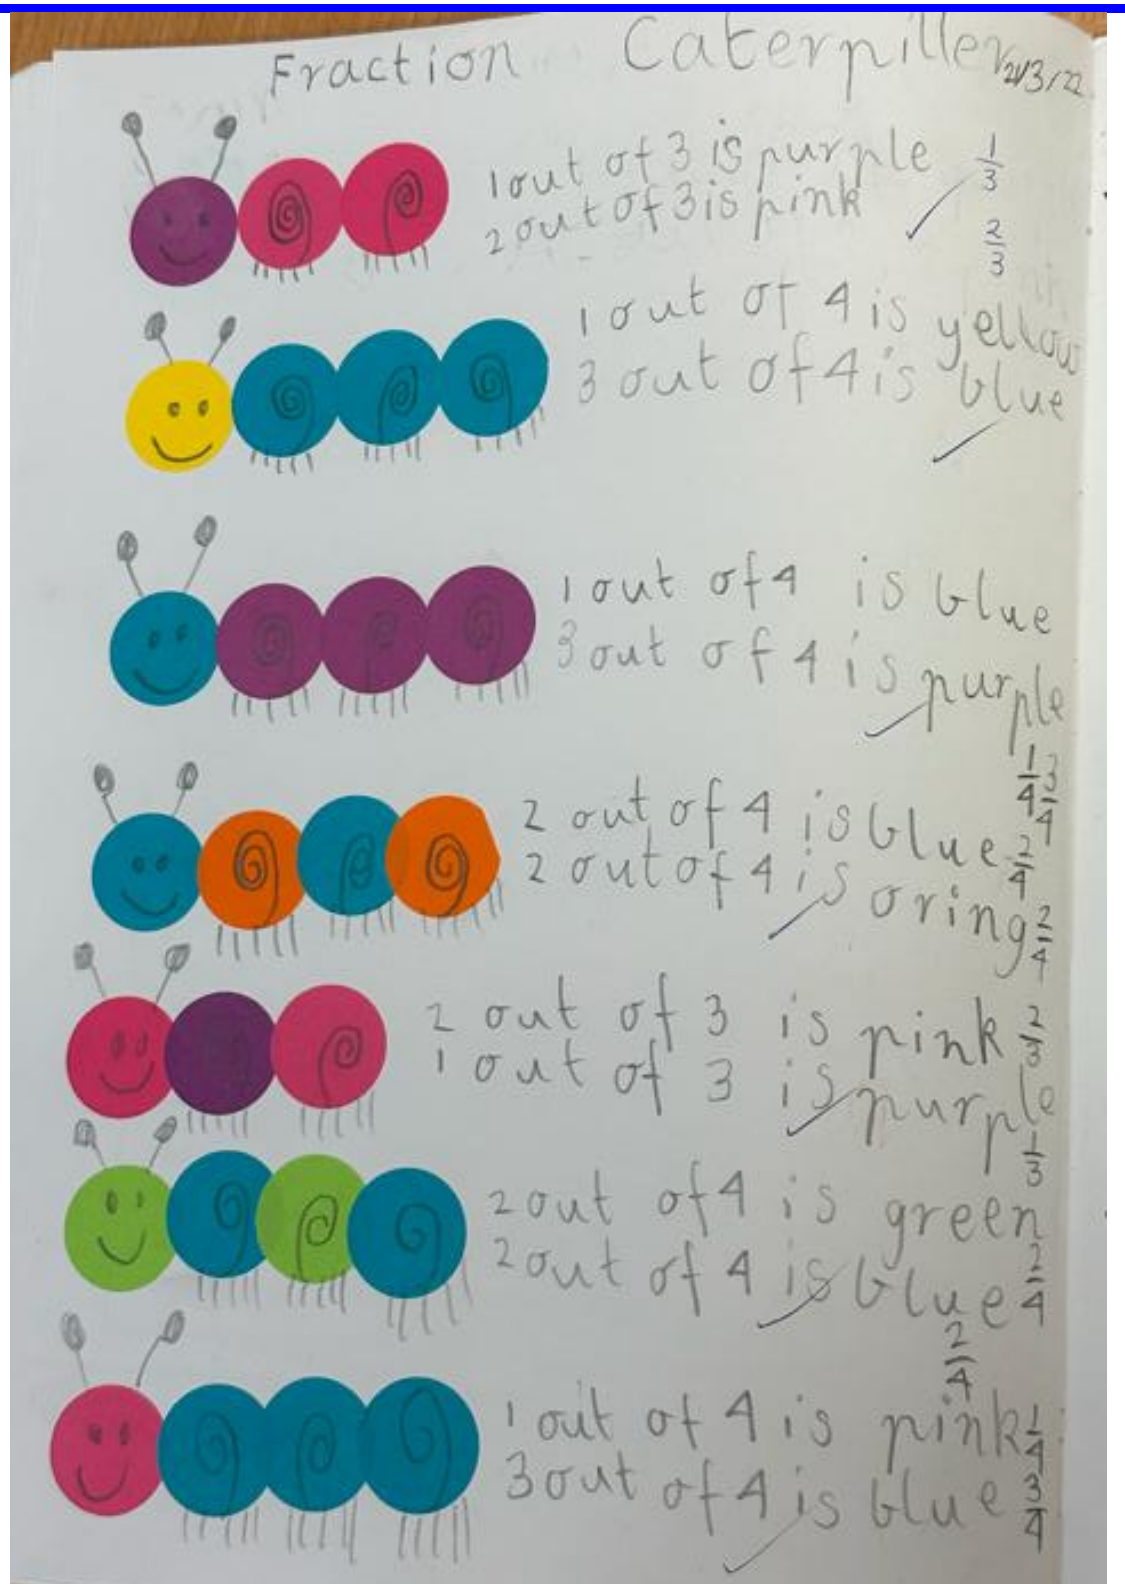 Fraction Caterpiller 21/3/22
1 out of 3 is purple 1/3
2 out of 3 is pink
2/3
1 out of 4 is yellow
3 out of 4 is blue
1 out of 4 is blue
3 out of 4 is purple
1/4 3/4
2 out of 4 is blue 2/4
2 out of 4 is oring 2/4
2 out of 3 is pink 2/3
1 out of 3 is purple
1/3
2 out of 4 is green
2 out of 4 is blue 2/4
2/4
1 out of 4 is pink 1/4
3 out of 4 is blue 3/4